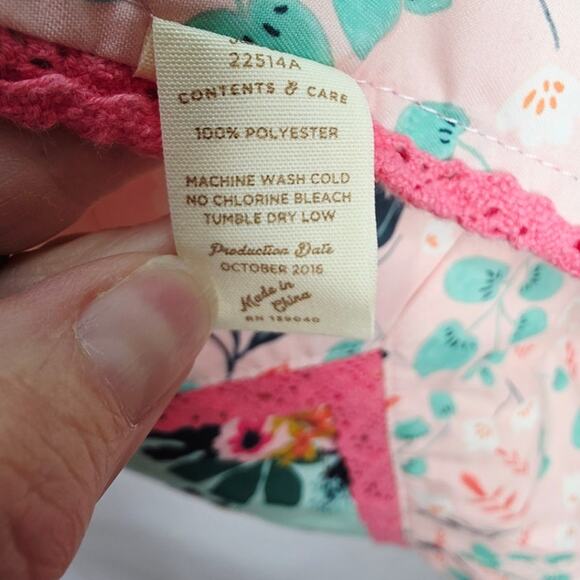 22514A
CONTENTS & CARE
100% POLYESTER
MACHINE WASH COLD
NO CHLORINE BLEACH
TUMBLE DRY LOW
Production Date
OCTOBER 2016
Made in
China
RN 139040